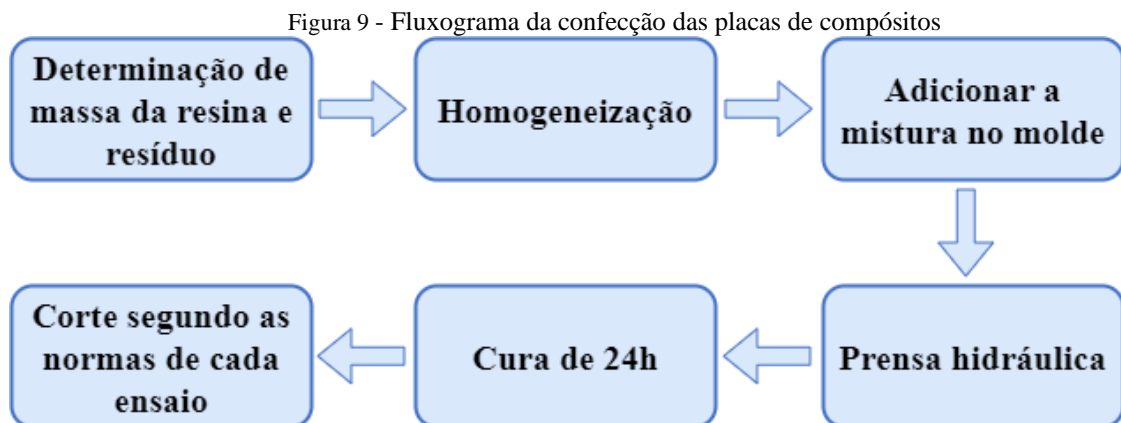 Figura 9 - Fluxograma da confecção das placas de compósitos
Determinação de
massa da resina e
resíduo
Homogeneização
Adicionar a
mistura no molde
Prensa hidráulica
Cura de 24h
Corte segundo as
normas de cada
ensaio